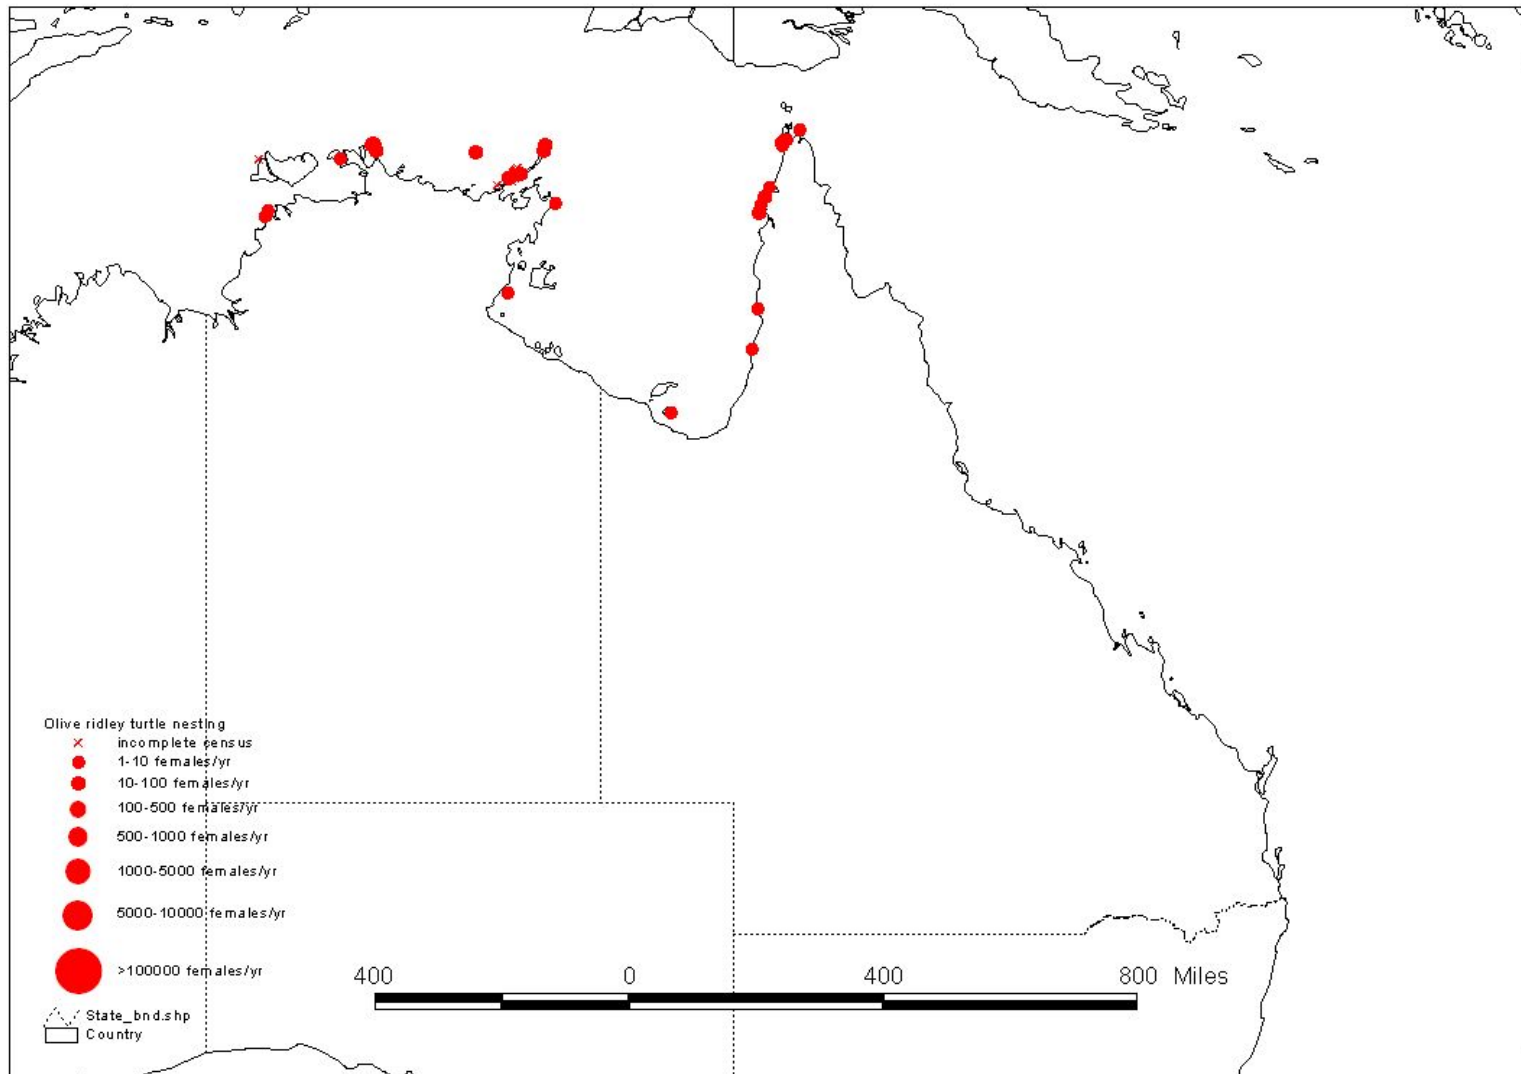 Olive ridley turtle nesting
incomplete census
1-10 females/yr
10-100 females/yr
100-500 females/yr
500-1000 females/yr
1000-5000 females/yr
5000-10000 females/yr
>100000 females/yr
400 0 400 800 Miles
State_bnd.shp
Country